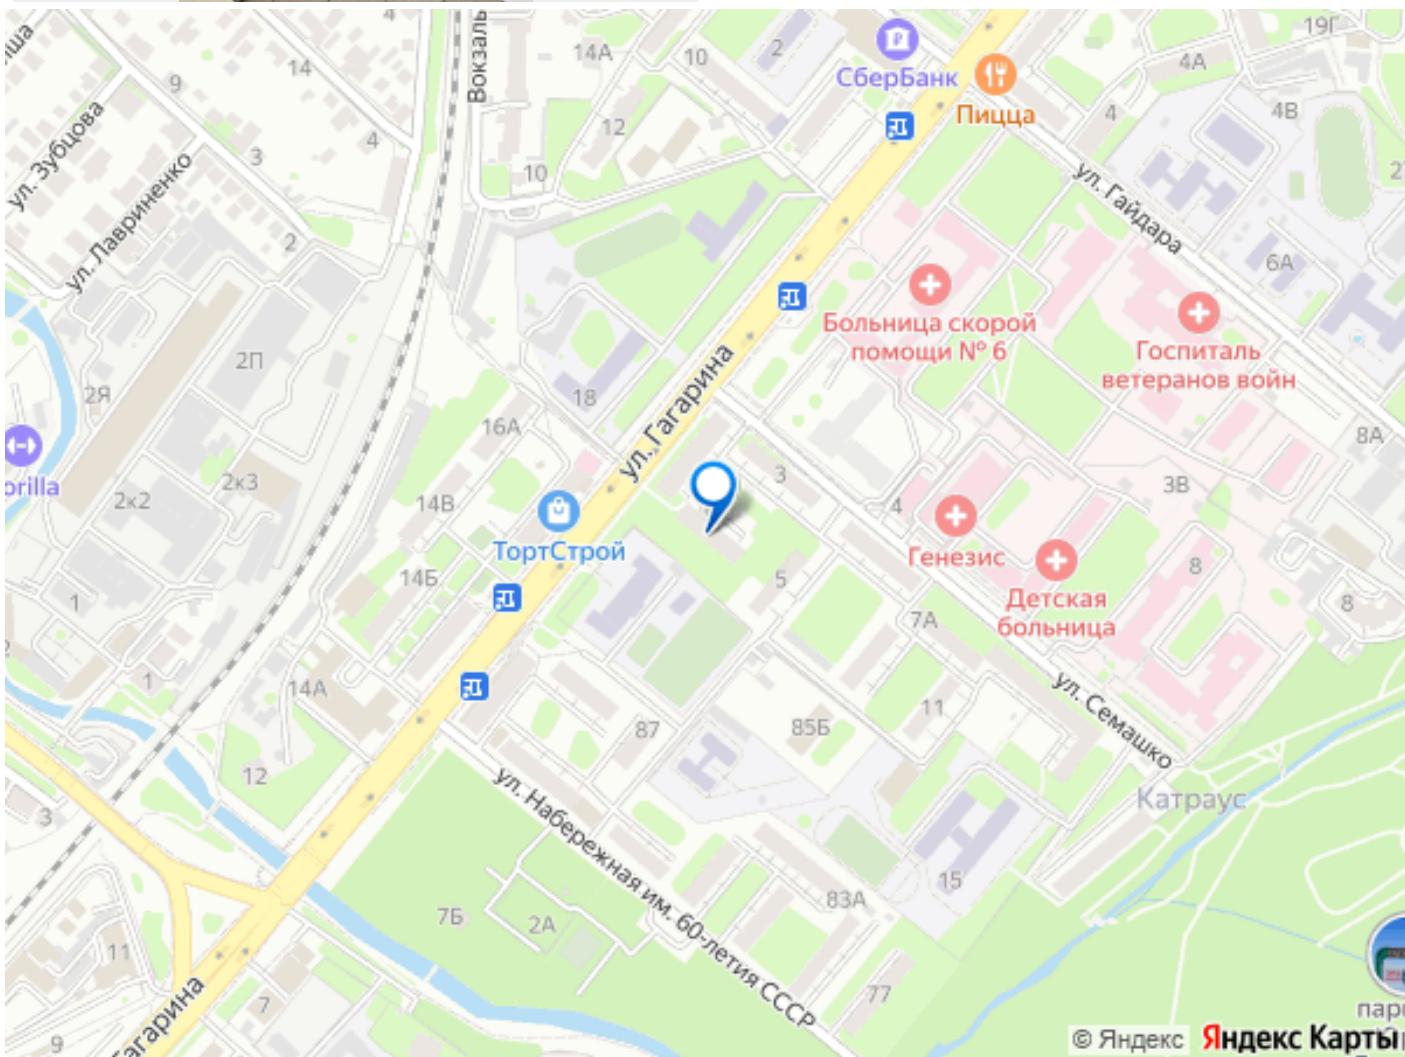 19Г
14А
2
СберБанк
Вокзаль
10
4А
14
9
Пицца
4
4В
12
4
ул. Зубцова
3
10
ул. Гайдара
ул. Лавриненко
2
6А
Больница скорой
помощи № 6
Госпиталь
ветеранов войн
2П
2Я
18
ул. Гагарина
16А
8А
orilla
2к3
2к2
3
3В
14В
4
ТортСтрой
Генезис
14Б
5
8
Детская
больница
1
8
7А
1
14А
ул. Семашко
11
87
85Б
12
ул. Набережная им. 60-летия СССР
Катраус
3
15
83А
7Б
2А
11
77
7
9
Гагарина
пар
© Яндекс
Яндекс Карты